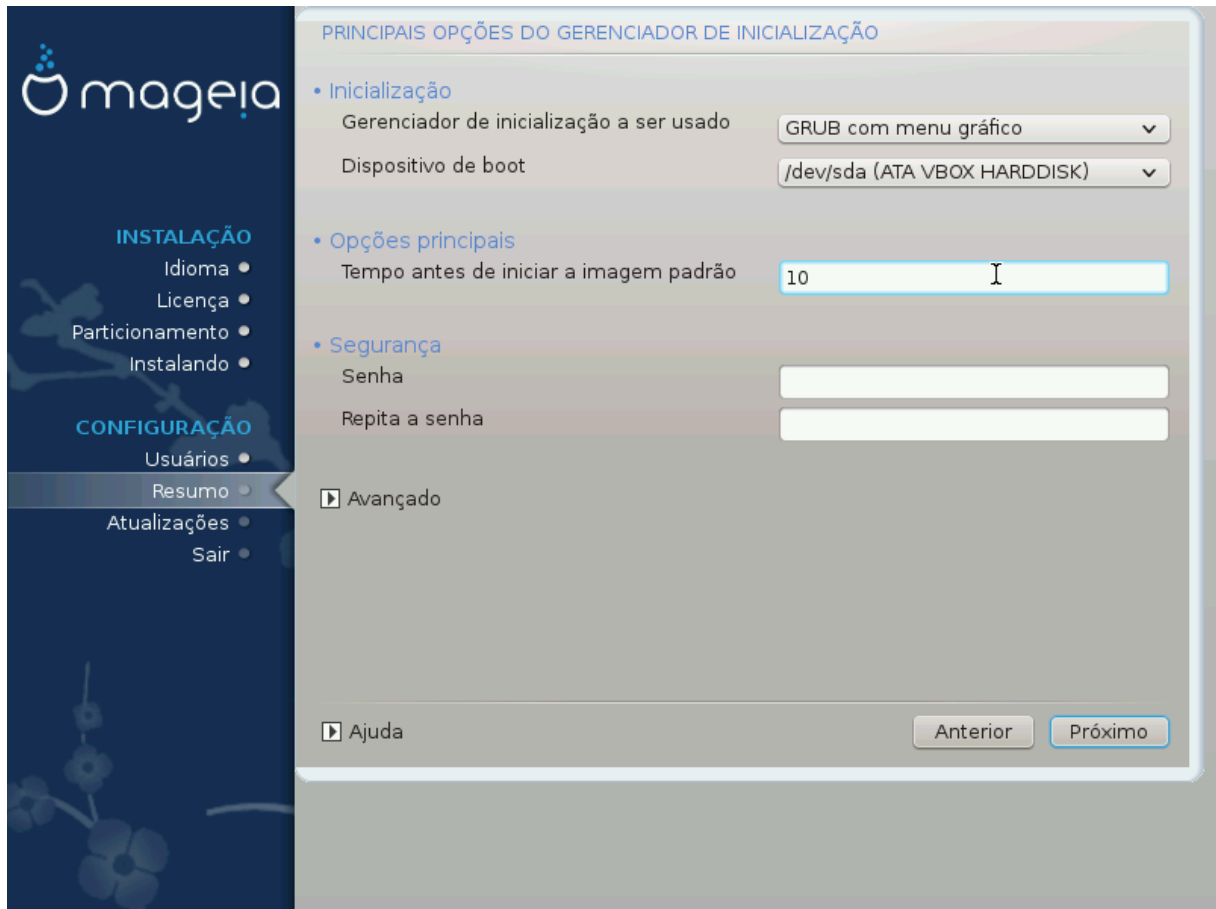 mageia
INSTALAÇÃO
Idioma
Licença
Particionamento
Instalando
CONFIGURAÇÃO
Usuários
Resumo
Atualizações
Sair
PRINCIPAIS OPÇÕES DO GERENCIADOR DE INICIALIZAÇÃO
• Inicialização
Gerenciador de inicialização a ser usado GRUB com menu gráfico
Dispositivo de boot /dev/sda (ATA VBOX HARDDISK)
• Opções principais
Tempo antes de iniciar a imagem padrão 10
• Segurança
Senha
Repita a senha
Avançado
Ajuda Anterior Próximo